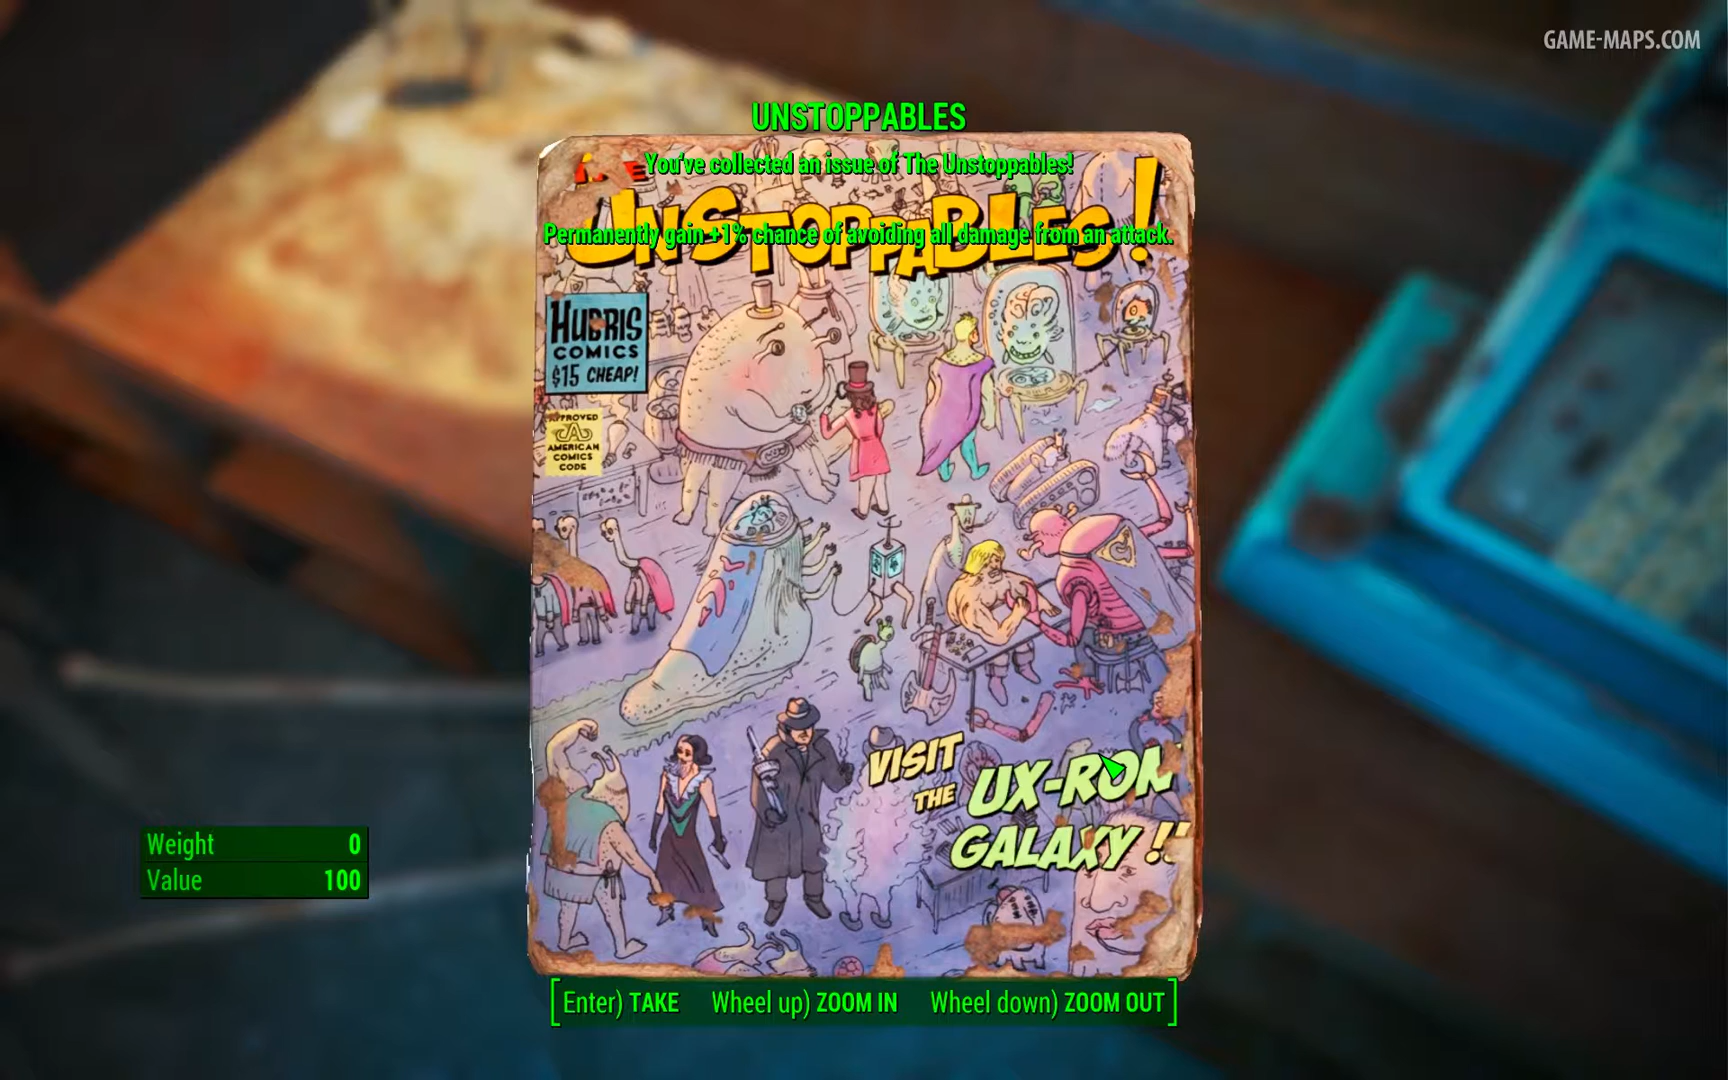 GAME-MAPS.COM
UNSTOPPABLES
You've collected an issue of The Unstoppables!
UNSTOPPABLES!
Permanently gain +1% chance of avoiding all damage from an attack.
HUBRIS
COMICS
$15 CHEAP!
APPROVED
AMERICAN
COMICS
CODE
VISIT
THE UX-RON
GALAXY!!
Weight 0
Value 100
[Enter) TAKE Wheel up) ZOOM IN Wheel down) ZOOM OUT]